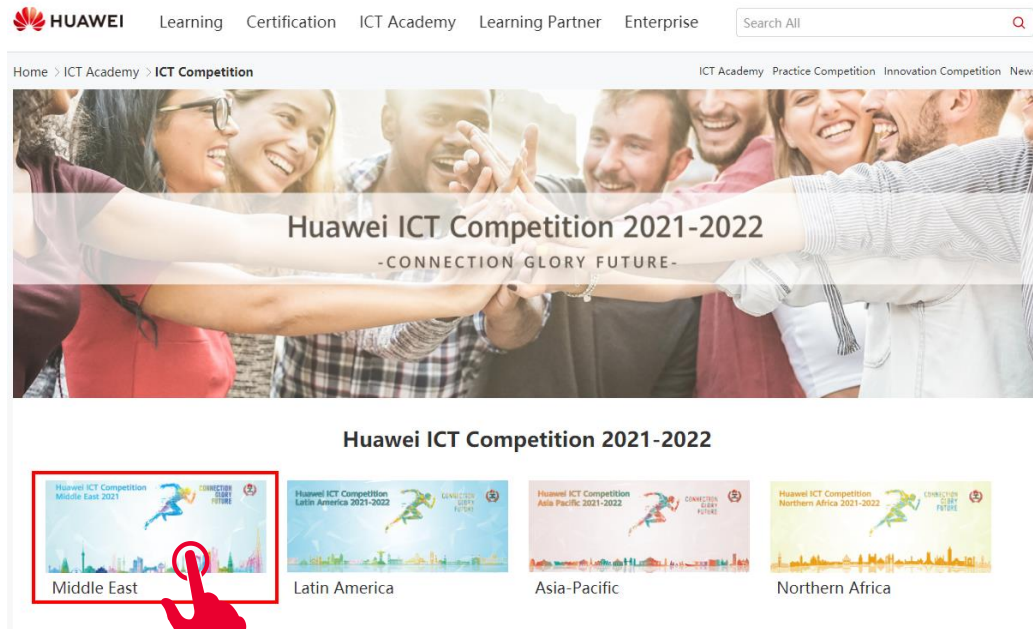 HUAWEI Learning Certification ICT Academy Learning Partner Enterprise Search All
Home > ICT Academy > ICT Competition ICT Academy Practice Competition Innovation Competition News
Huawei ICT Competition 2021-2022
-CONNECTION GLORY FUTURE-
Huawei ICT Competition 2021-2022
Huawei ICT Competition
Middle East 2021
CONNECTION
GLORY
FUTURE
Huawei ICT Competition
Latin America 2021-2022
CONNECTION
GLORY
FUTURE
Huawei ICT Competition
Asia Pacific 2021-2022
CONNECTION
GLORY
FUTURE
Huawei ICT Competition
Northern Africa 2021-2022
CONNECTION
GLORY
FUTURE
Middle East Latin America Asia-Pacific Northern Africa